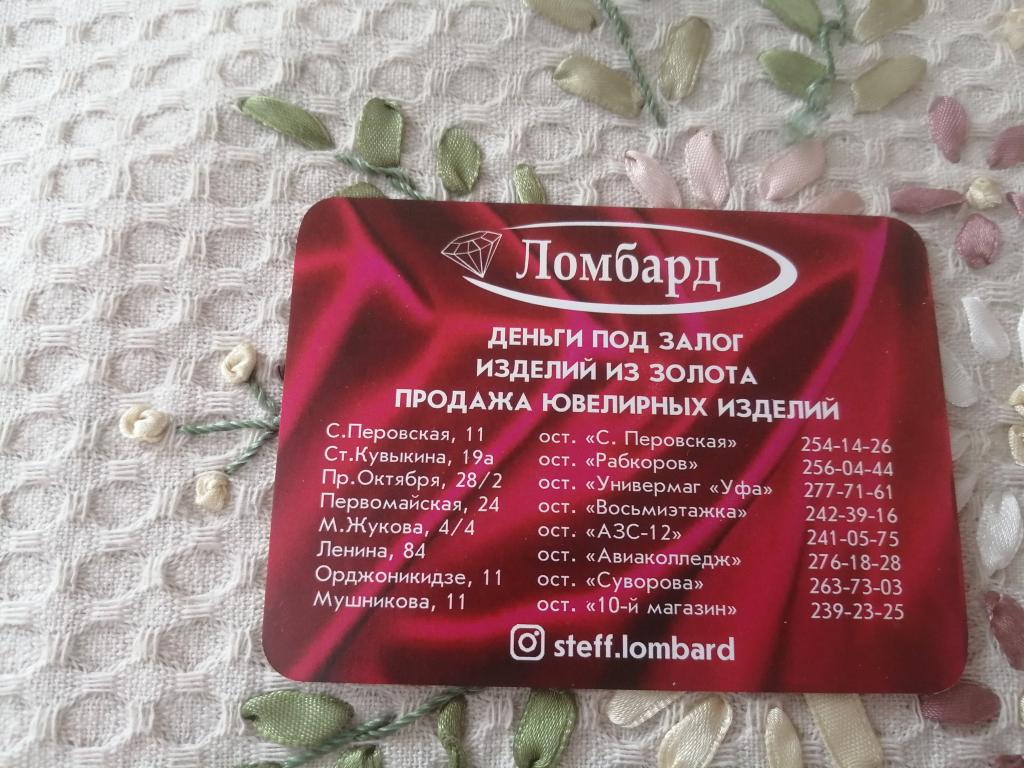 Ломбард
ДЕНЬГИ ПОД ЗАЛОГ
ИЗДЕЛИЙ ИЗ ЗОЛОТА
ПРОДАЖА ЮВЕЛИРНЫХ ИЗДЕЛИЙ
С.Перовская, 11 ост. «С. Перовская» 254-14-26
Ст.Кувыкина, 19а ост. «Рабкоров» 256-04-44
Пр.Октября, 28/2 ост. «Универмаг «Уфа» 277-71-61
Первомайская, 24 ост. «Восьмиэтажка» 242-39-16
М.Жукова, 4/4 ост. «АЗС-12» 241-05-75
Ленина, 84 ост. «Авиаколледж» 276-18-28
Орджоникидзе, 11 ост. «Суворова» 263-73-03
Мушникова, 11 ост. «10-й магазин» 239-23-25
steff.lombard